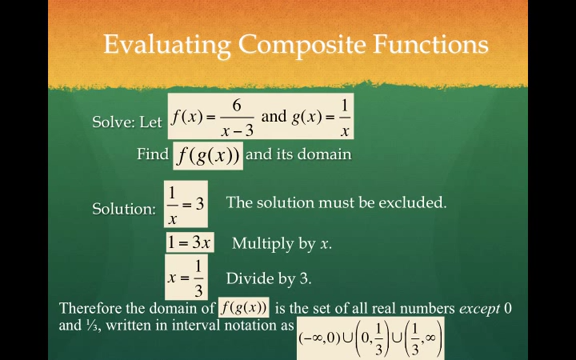 Evaluating Composite Functions
Solve: Let f(x) = 6/(x − 3) and g(x) = 1/x
Find f(g(x)) and its domain
Solution: 1/x = 3 The solution must be excluded.
1 = 3x Multiply by x.
x = 1/3 Divide by 3.
Therefore the domain of f(g(x)) is the set of all real numbers except 0
and ⅓, written in interval notation as (−∞,0) ∪ (0, 1/3) ∪ (1/3, ∞)